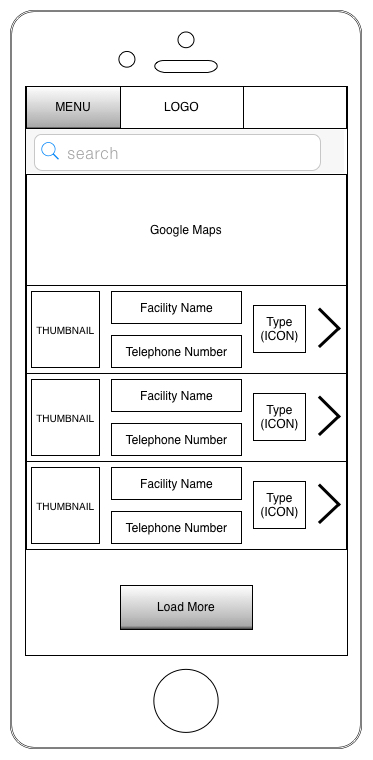 MENU
LOGO
search
Google Maps
THUMBNAIL
Facility Name
Telephone Number
Type
(ICON)
THUMBNAIL
Facility Name
Telephone Number
Type
(ICON)
THUMBNAIL
Facility Name
Telephone Number
Type
(ICON)
Load More